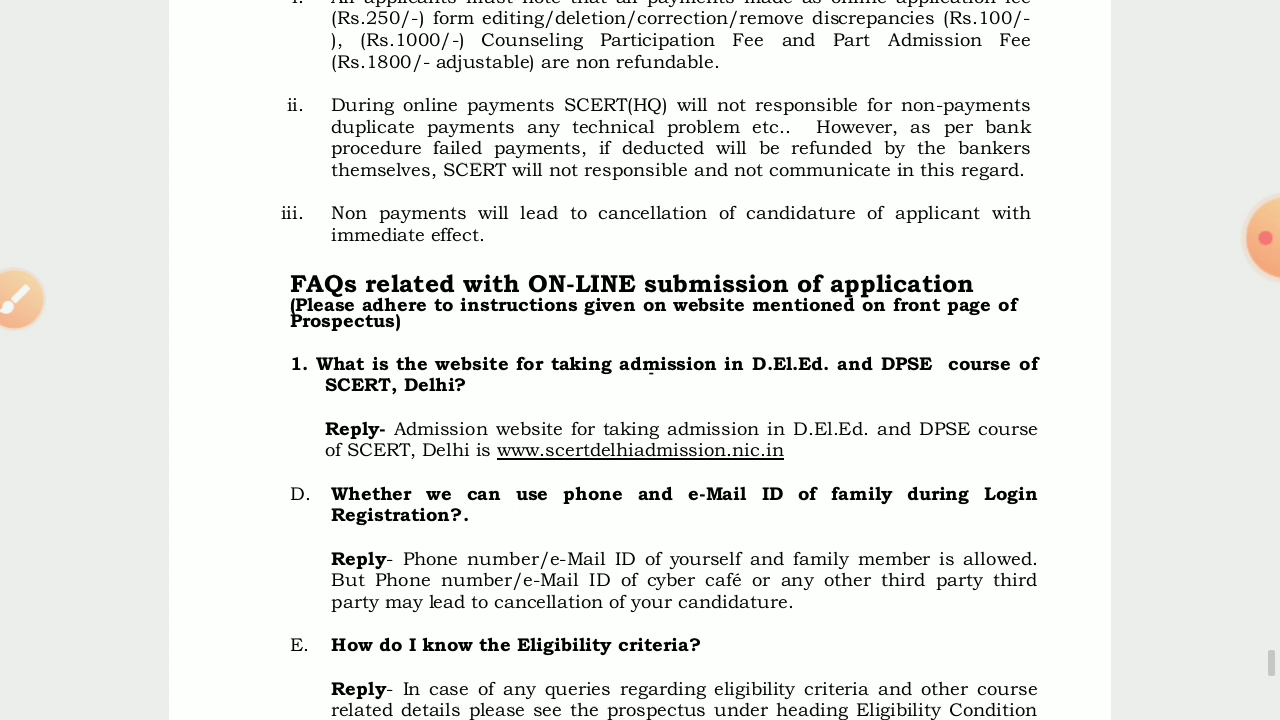 i. All applicants must note that all payments made as online application fee
(Rs.250/-) form editing/deletion/correction/remove discrepancies (Rs.100/-
), (Rs.1000/-) Counseling Participation Fee and Part Admission Fee
(Rs.1800/- adjustable) are non refundable.
ii. During online payments SCERT(HQ) will not responsible for non-payments
duplicate payments any technical problem etc.. However, as per bank
procedure failed payments, if deducted will be refunded by the bankers
themselves, SCERT will not responsible and not communicate in this regard.
iii. Non payments will lead to cancellation of candidature of applicant with
immediate effect.
FAQs related with ON-LINE submission of application
(Please adhere to instructions given on website mentioned on front page of
Prospectus)
1. What is the website for taking admission in D.El.Ed. and DPSE course of
SCERT, Delhi?
Reply- Admission website for taking admission in D.El.Ed. and DPSE course
of SCERT, Delhi is www.scertdelhiadmission.nic.in
D. Whether we can use phone and e-Mail ID of family during Login
Registration?.
Reply- Phone number/e-Mail ID of yourself and family member is allowed.
But Phone number/e-Mail ID of cyber café or any other third party third
party may lead to cancellation of your candidature.
E. How do I know the Eligibility criteria?
Reply- In case of any queries regarding eligibility criteria and other course
related details please see the prospectus under heading Eligibility Condition